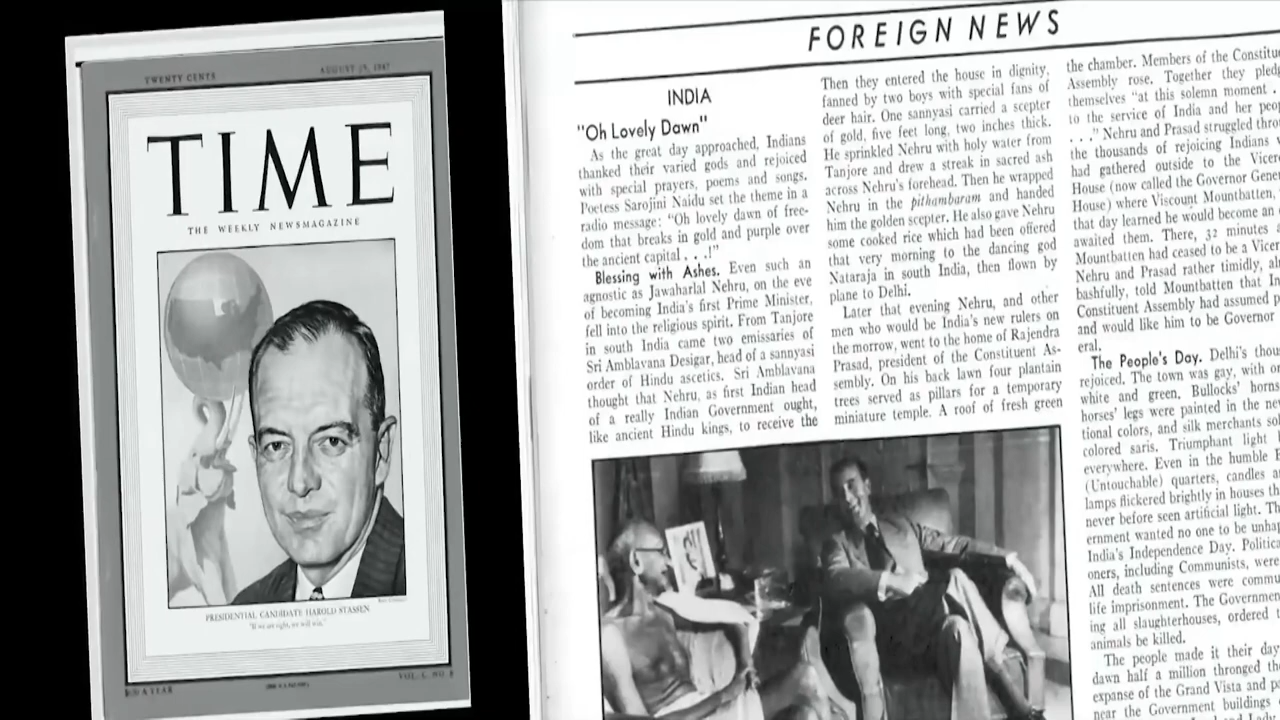 TWENTY CENTS
AUGUST 25, 1947
TIME
THE WEEKLY NEWSMAGAZINE
PRESIDENTIAL CANDIDATE HAROLD STASSEN
"If we are right, we will win."
A YEAR
VOL. L NO. 8
FOREIGN NEWS
INDIA
"Oh Lovely Dawn"
As the great day approached, Indians
thanked their varied gods and rejoiced
with special prayers, poems and songs.
Poetess Sarojini Naidu set the theme in a
radio message: "Oh lovely dawn of free-
dom that breaks in gold and purple over
the ancient capital . . .!"
Blessing with Ashes. Even such an
agnostic as Jawaharlal Nehru, on the eve
of becoming India's first Prime Minister,
fell into the religious spirit. From Tanjore
in south India came two emissaries of
Sri Amblavana Desigar, head of a sannyasi
order of Hindu ascetics. Sri Amblavana
thought that Nehru, as first Indian head
of a really Indian Government ought,
like ancient Hindu kings, to receive the
Then they entered the house in dignity,
fanned by two boys with special fans of
deer hair. One sannyasi carried a scepter
of gold, five feet long, two inches thick.
He sprinkled Nehru with holy water from
Tanjore and drew a streak in sacred ash
across Nehru's forehead. Then he wrapped
Nehru in the pithambaram and handed
him the golden scepter. He also gave Nehru
some cooked rice which had been offered
that very morning to the dancing god
Nataraja in south India, then flown by
plane to Delhi.
Later that evening Nehru, and other
men who would be India's new rulers on
the morrow, went to the home of Rajendra
Prasad, president of the Constituent As-
sembly. On his back lawn four plantain
trees served as pillars for a temporary
miniature temple. A roof of fresh green
the chamber. Members of the Constitue
Assembly rose. Together they pled
themselves "at this solemn moment .
to the service of India and her peo
. . ." Nehru and Prasad struggled thro
the thousands of rejoicing Indians
had gathered outside to the Vicer
House (now called the Governor Gener
House) where Viscount Mountbatten,
that day learned he would become an
awaited them. There, 32 minutes a
Mountbatten had ceased to be a Vicer
Nehru and Prasad rather timidly, al
bashfully, told Mountbatten that In
Constituent Assembly had assumed p
and would like him to be Governor
eral.
The People's Day. Delhi's thou
rejoiced. The town was gay, with or
white and green. Bullocks' horns
horses' legs were painted in the ne
tional colors, and silk merchants so
colored saris. Triumphant light
everywhere. Even in the humble B
(Untouchable) quarters, candles a
lamps flickered brightly in houses th
never before seen artificial light. The
ernment wanted no one to be unhap
India's Independence Day. Politica
oners, including Communists, were
death sentences were commu
life imprisonment. The Government
ing all slaughterhouses, ordered t
animals be killed.
The people made it their day
dawn half a million thronged th
expanse of the Grand Vista and pa
near the Government buildings